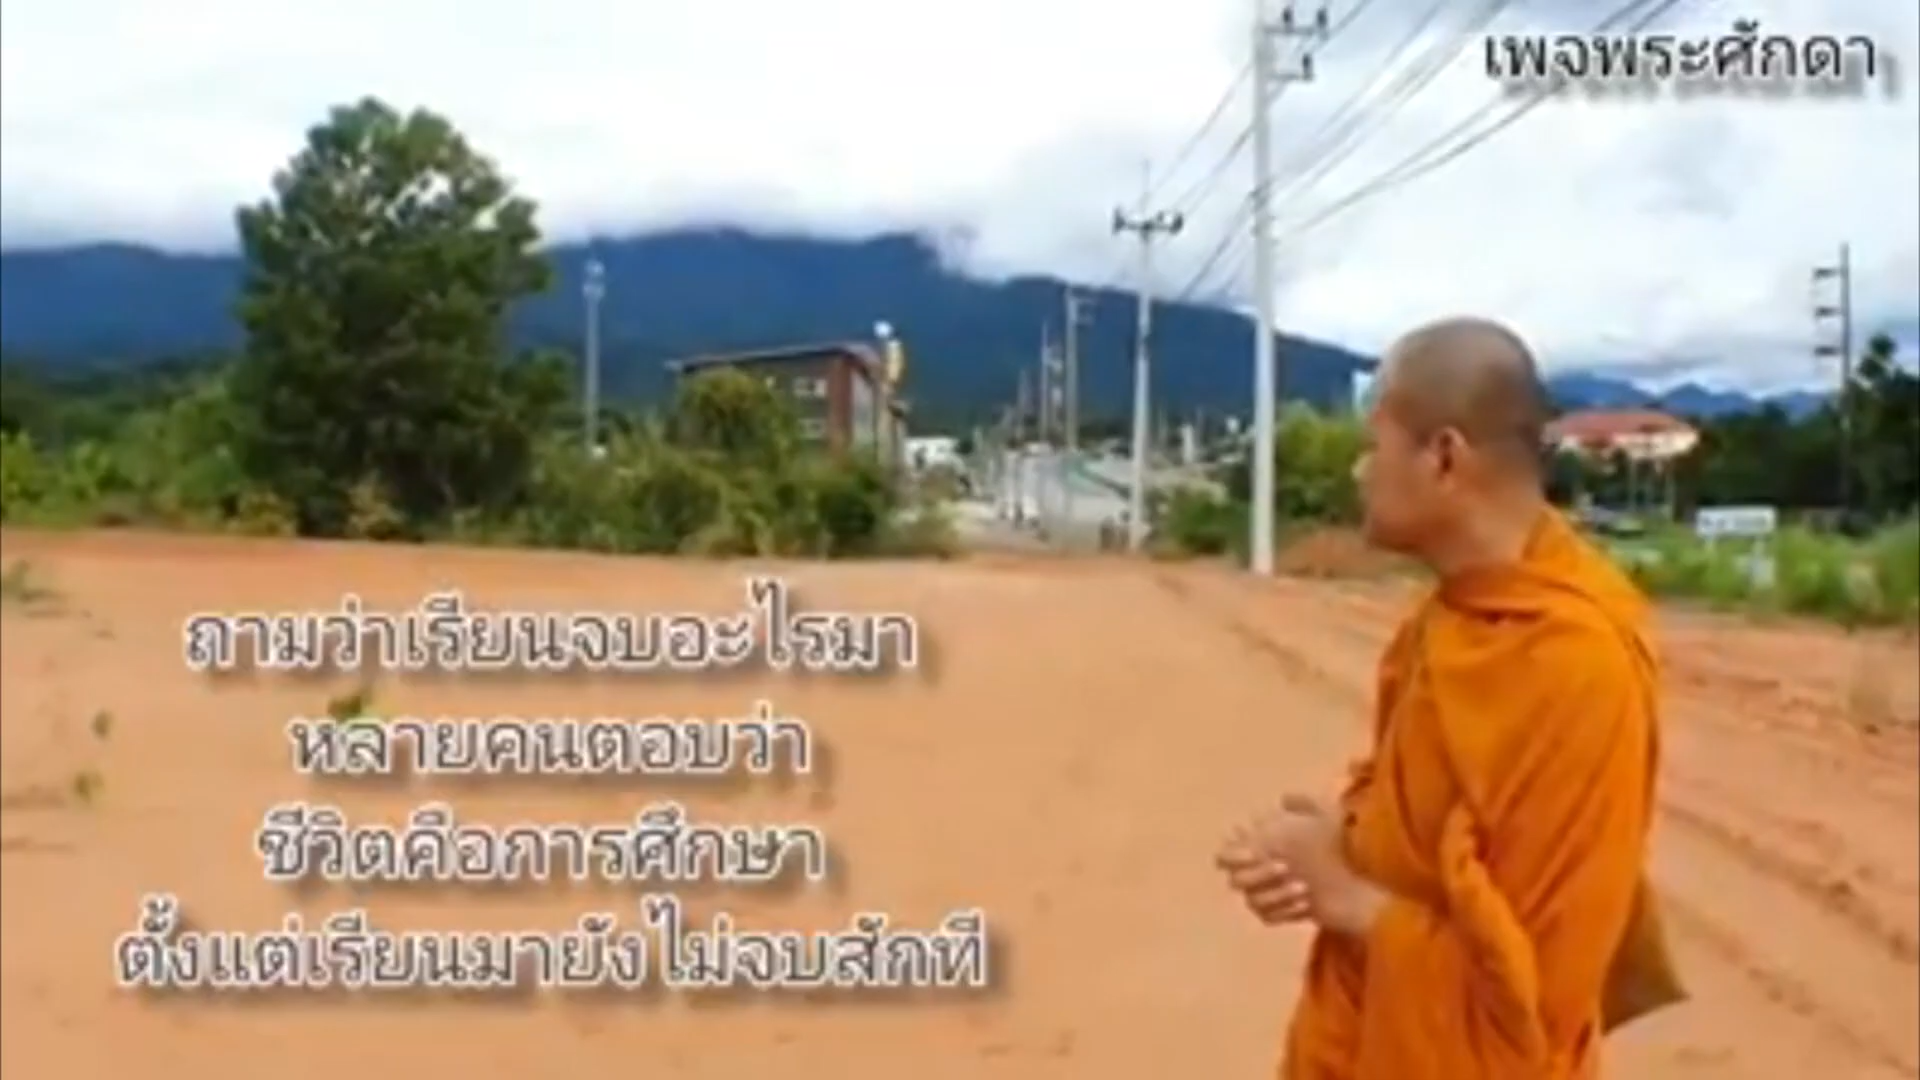 เพจพระศักดา
ถามว่าเรียนจบอะไรมา
หลายคนตอบว่า
ชีวิตคือการศึกษา
ตั้งแต่เรียนมายังไม่จบสักที